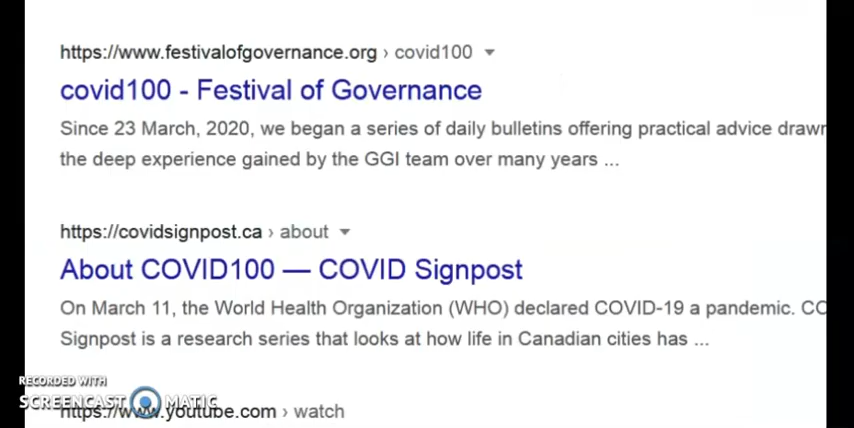 https://www.festivalofgovernance.org › covid100
covid100 - Festival of Governance
Since 23 March, 2020, we began a series of daily bulletins offering practical advice drawn
the deep experience gained by the GGI team over many years ...
https://covidsignpost.ca › about
About COVID100 — COVID Signpost
On March 11, the World Health Organization (WHO) declared COVID-19 a pandemic. CO
Signpost is a research series that looks at how life in Canadian cities has ...
RECORDED WITH
SCREENCAST MATIC
https://www.youtube.com › watch